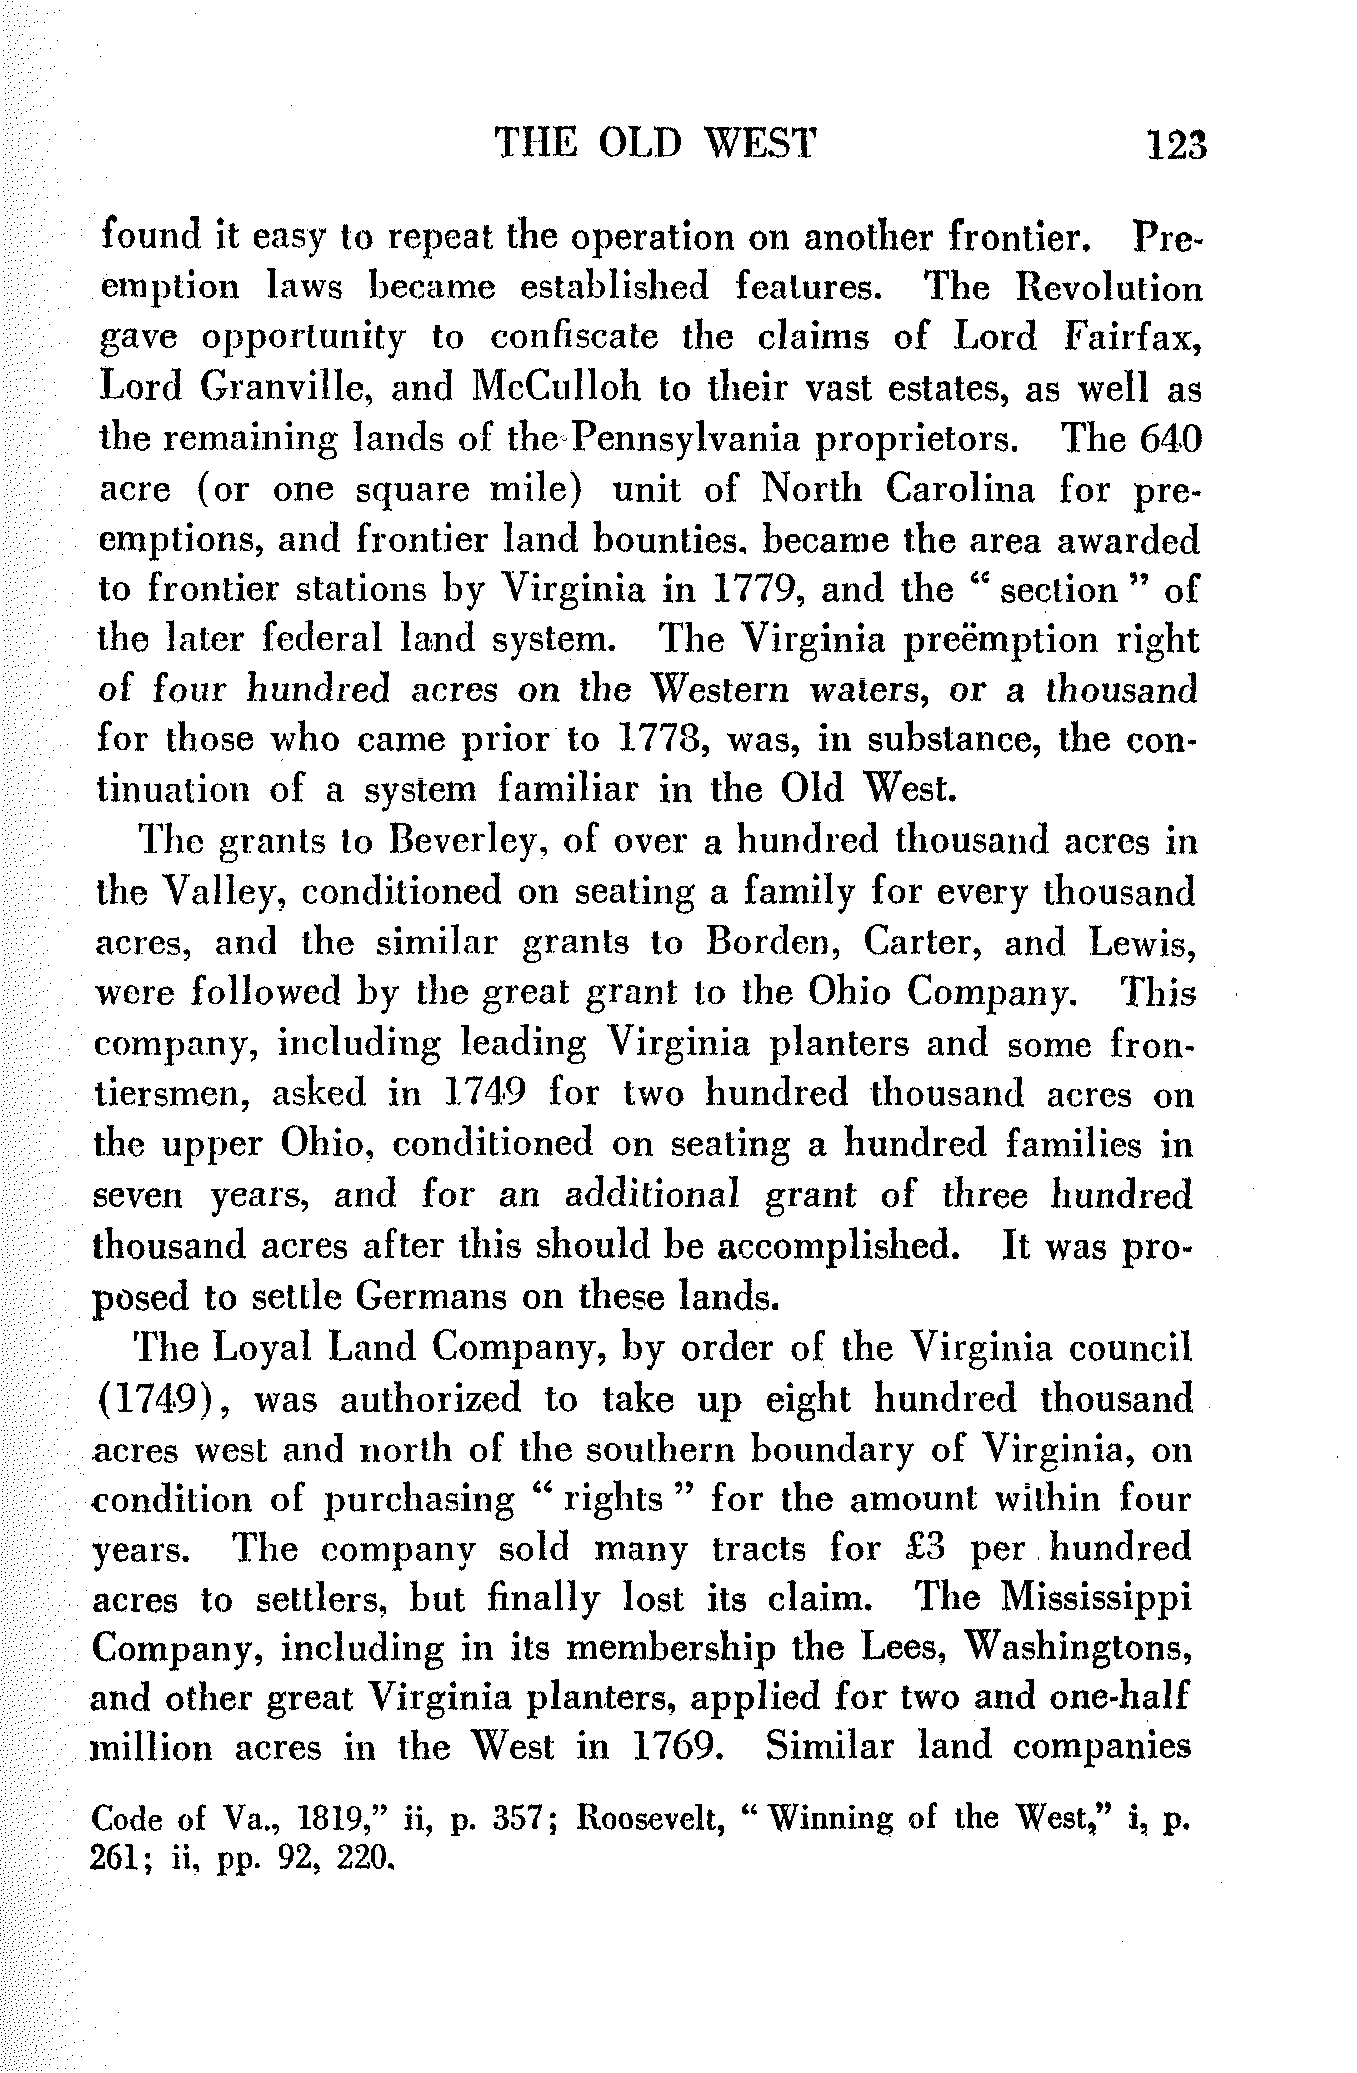 THE OLD WEST 123
found it easy to repeat the operation on another frontier. Pre-
emption laws became established features. The Revolution
gave opportunity to confiscate the claims of Lord Fairfax,
Lord Granville, and McCulloh to their vast estates, as well as
the remaining lands of the Pennsylvania proprietors. The 640
acre (or one square mile) unit of North Carolina for pre-
emptions, and frontier land bounties, became the area awarded
to frontier stations by Virginia in 1779, and the “ section ” of
the later federal land system. The Virginia preëmption right
of four hundred acres on the Western waters, or a thousand
for those who came prior to 1778, was, in substance, the con-
tinuation of a system familiar in the Old West.
The grants to Beverley, of over a hundred thousand acres in
the Valley, conditioned on seating a family for every thousand
acres, and the similar grants to Borden, Carter, and Lewis,
were followed by the great grant to the Ohio Company. This
company, including leading Virginia planters and some fron-
tiersmen, asked in 1749 for two hundred thousand acres on
the upper Ohio, conditioned on seating a hundred families in
seven years, and for an additional grant of three hundred
thousand acres after this should be accomplished. It was pro-
posed to settle Germans on these lands.
The Loyal Land Company, by order of the Virginia council
(1749), was authorized to take up eight hundred thousand
acres west and north of the southern boundary of Virginia, on
condition of purchasing “ rights ” for the amount within four
years. The company sold many tracts for £3 per hundred
acres to settlers, but finally lost its claim. The Mississippi
Company, including in its membership the Lees, Washingtons,
and other great Virginia planters, applied for two and one-half
million acres in the West in 1769. Similar land companies
Code of Va., 1819,” ii, p. 357; Roosevelt, “ Winning of the West,” i, p.
261; ii, pp. 92, 220.